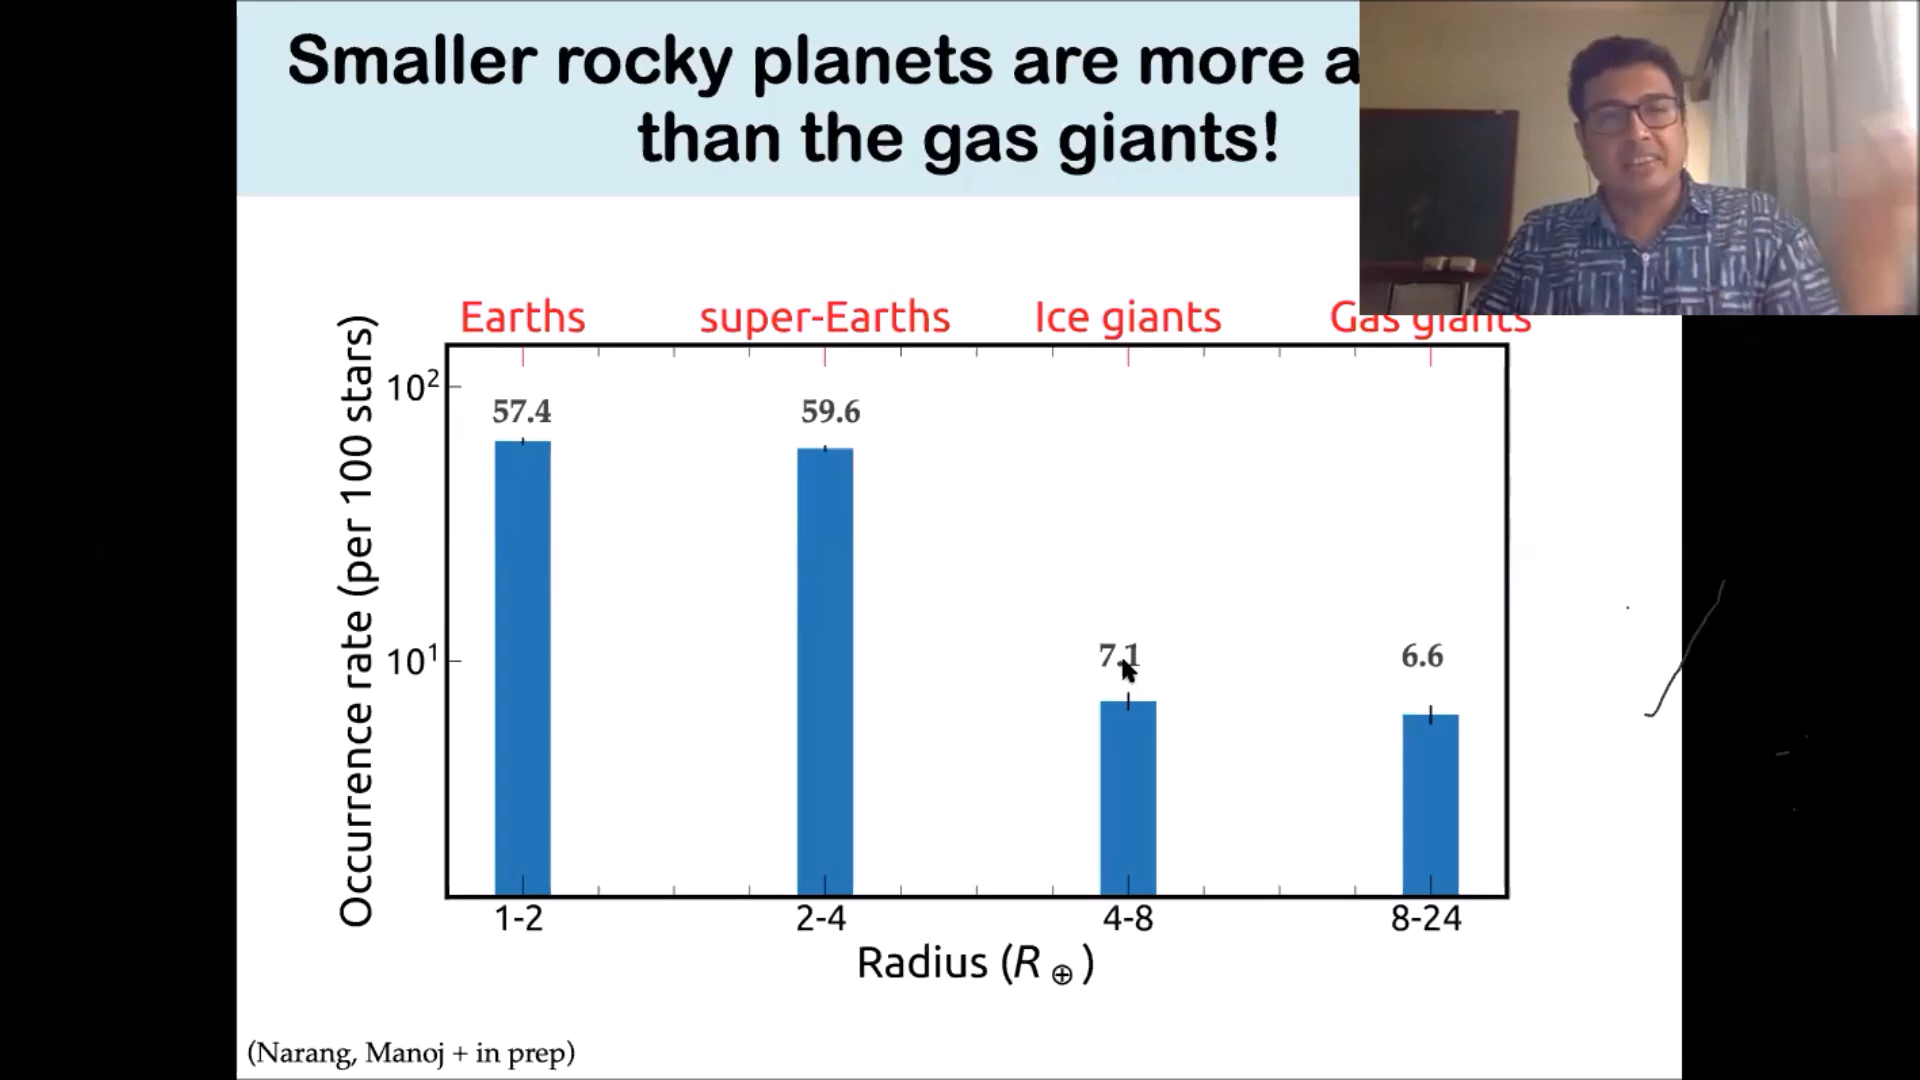 Smaller rocky planets are more a
than the gas giants!
Earths super-Earths Ice giants Gas giants
Occurrence rate (per 100 stars)
10²
10¹
57.4 59.6 7.1 6.6
1-2 2-4 4-8 8-24
Radius (R⊕)
(Narang, Manoj + in prep)